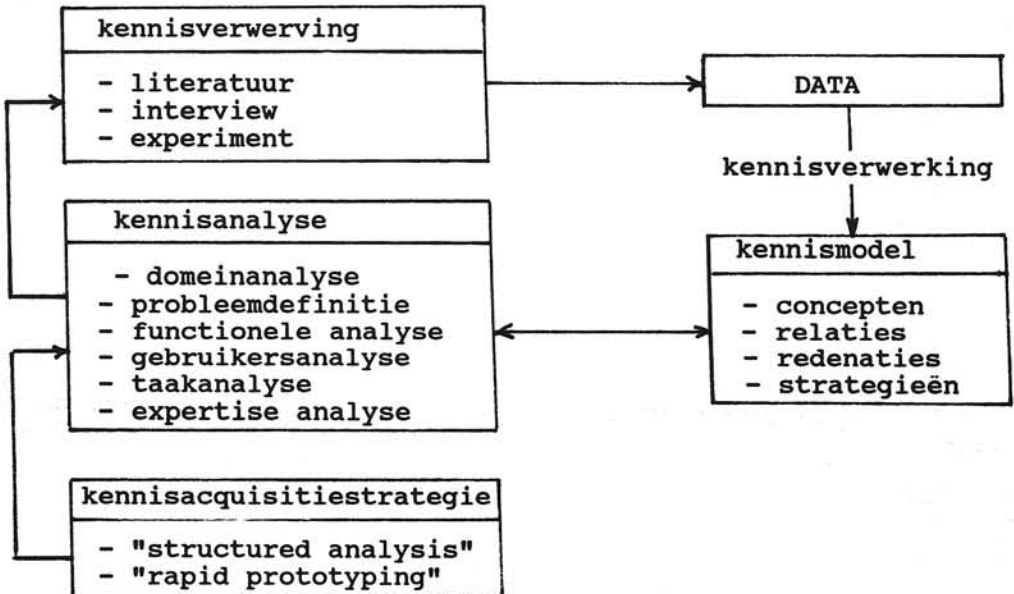 kennisverwerving
- literatuur
- interview
- experiment
DATA
kennisverwerking
kennisanalyse
- domeinanalyse
- probleemdefinitie
- functionele analyse
- gebruikersanalyse
- taakanalyse
- expertise analyse
kennismodel
- concepten
- relaties
- redenaties
- strategieën
kennisacquisitiestrategie
- "structured analysis"
- "rapid prototyping"